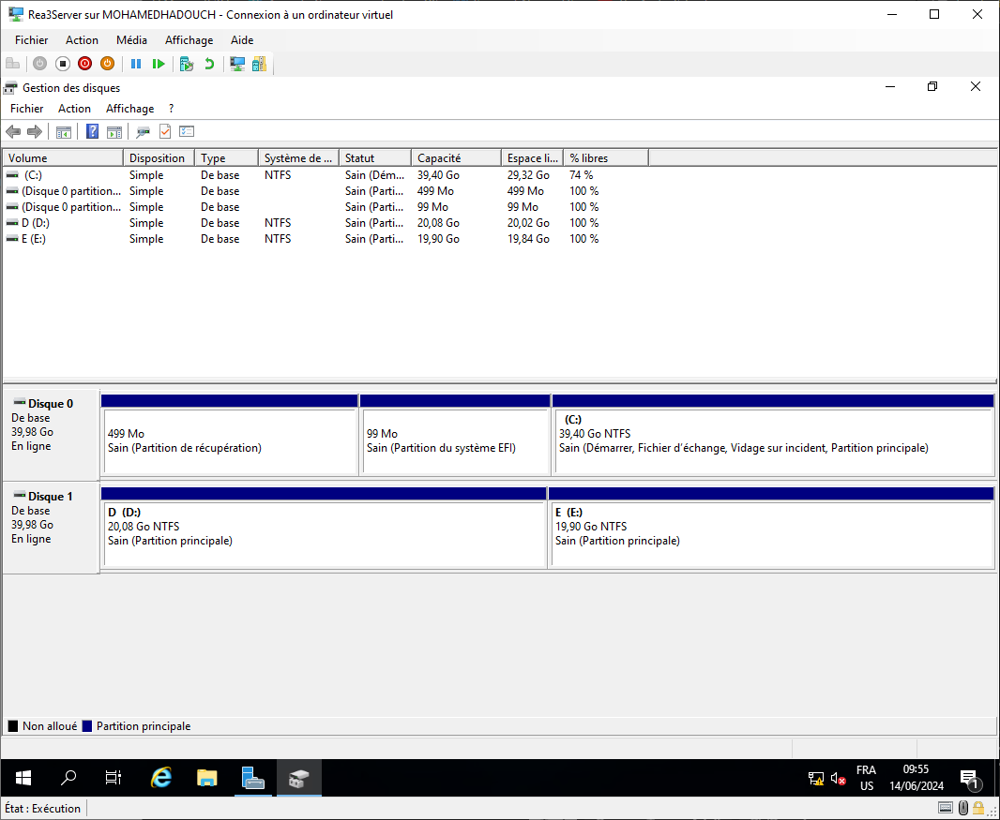 Rea3Server sur MOHAMEDHADOUCH - Connexion à un ordinateur virtuel
Fichier Action Média Affichage Aide
Gestion des disques
Fichier Action Affichage ?
Volume Disposition Type Système de ... Statut Capacité Espace li... % libres
(C:) Simple De base NTFS Sain (Dém... 39,40 Go 29,32 Go 74 %
(Disque 0 partition... Simple De base Sain (Parti... 499 Mo 499 Mo 100 %
(Disque 0 partition... Simple De base Sain (Parti... 99 Mo 99 Mo 100 %
D (D:) Simple De base NTFS Sain (Parti... 20,08 Go 20,02 Go 100 %
E (E:) Simple De base NTFS Sain (Parti... 19,90 Go 19,84 Go 100 %
Disque 0
De base
39,98 Go
En ligne
499 Mo
Sain (Partition de récupération)
99 Mo
Sain (Partition du système EFI)
(C:)
39,40 Go NTFS
Sain (Démarrer, Fichier d'échange, Vidage sur incident, Partition principale)
Disque 1
De base
39,98 Go
En ligne
D (D:)
20,08 Go NTFS
Sain (Partition principale)
E (E:)
19,90 Go NTFS
Sain (Partition principale)
Non alloué Partition principale
FRA
US
09:55
14/06/2024
1
État : Exécution